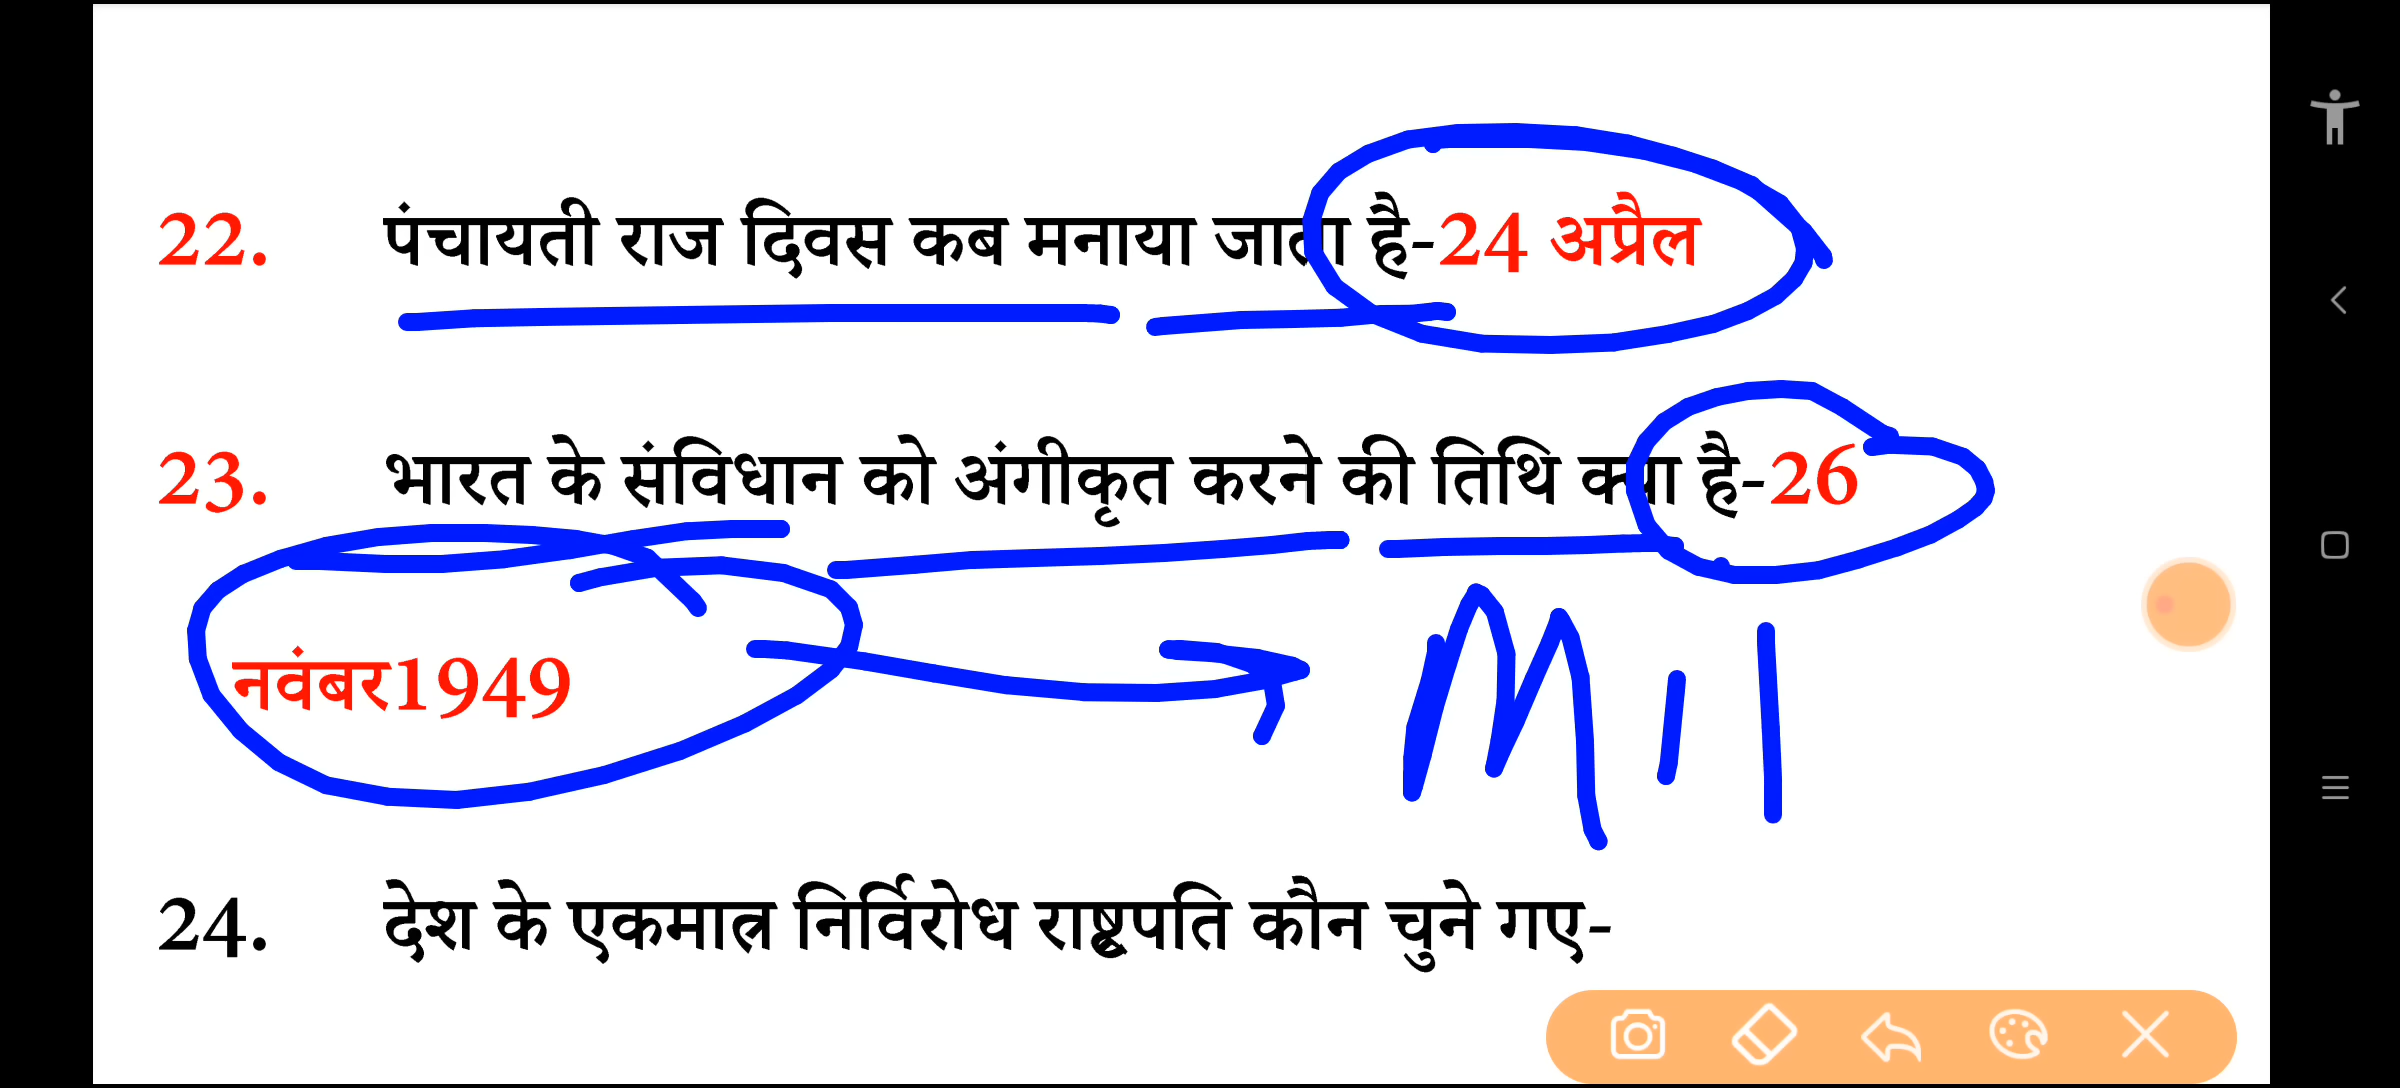 22. पंचायती राज दिवस कब मनाया जाता है-24 अप्रैल
23. भारत के संविधान को अंगीकृत करने की तिथि क्या है-26
नवंबर1949
24. देश के एकमात्र निर्विरोध राष्ट्रपति कौन चुने गए-